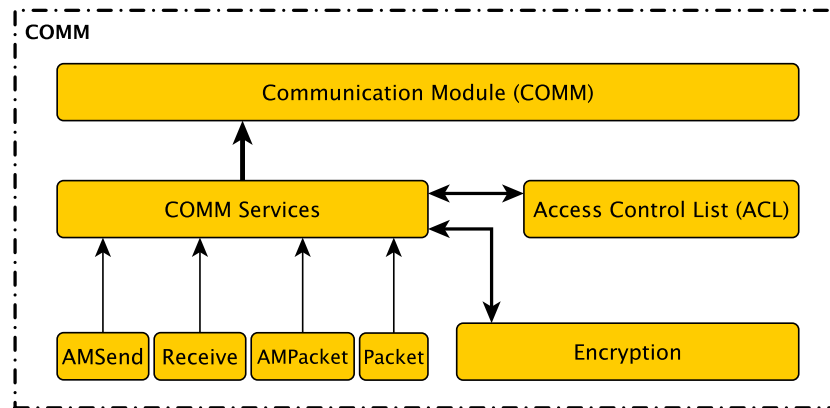 COMM
Communication Module (COMM)
COMM Services
Access Control List (ACL)
AMSend
Receive
AMPacket
Packet
Encryption